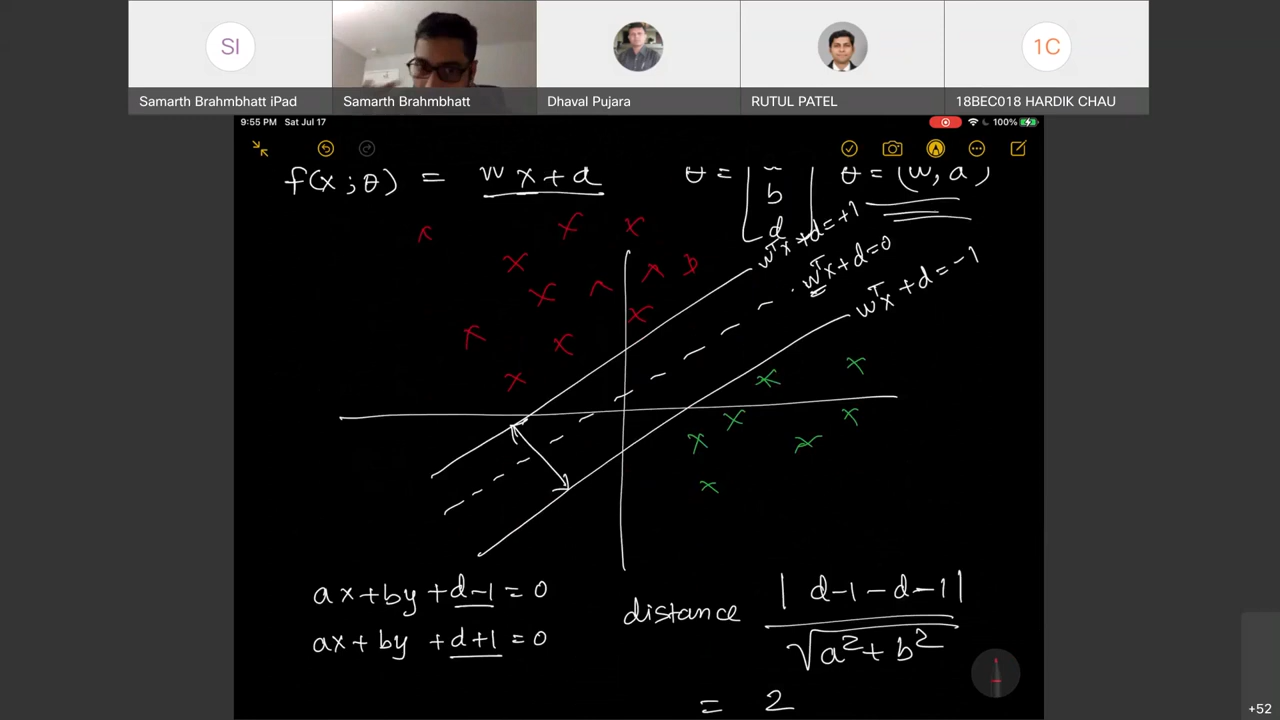 SI
1C
Samarth Brahmbhatt iPad
Samarth Brahmbhatt
Dhaval Pujara
RUTUL PATEL
18BEC018 HARDIK CHAU
9:55 PM Sat Jul 17
100%
f(x;θ) = wx+d
θ = [ b d ]
θ = (w, d)
wᵀx+d=+1
wᵀx+d=0
wᵀx+d=-1
ax+by+d-1=0
ax+by+d+1=0
distance |d-1-d-1| / √a²+b²
= 2
+52